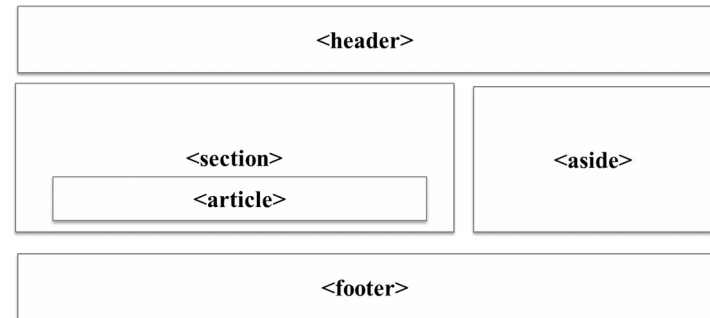 <header>
<section>
<article>
<aside>
<footer>